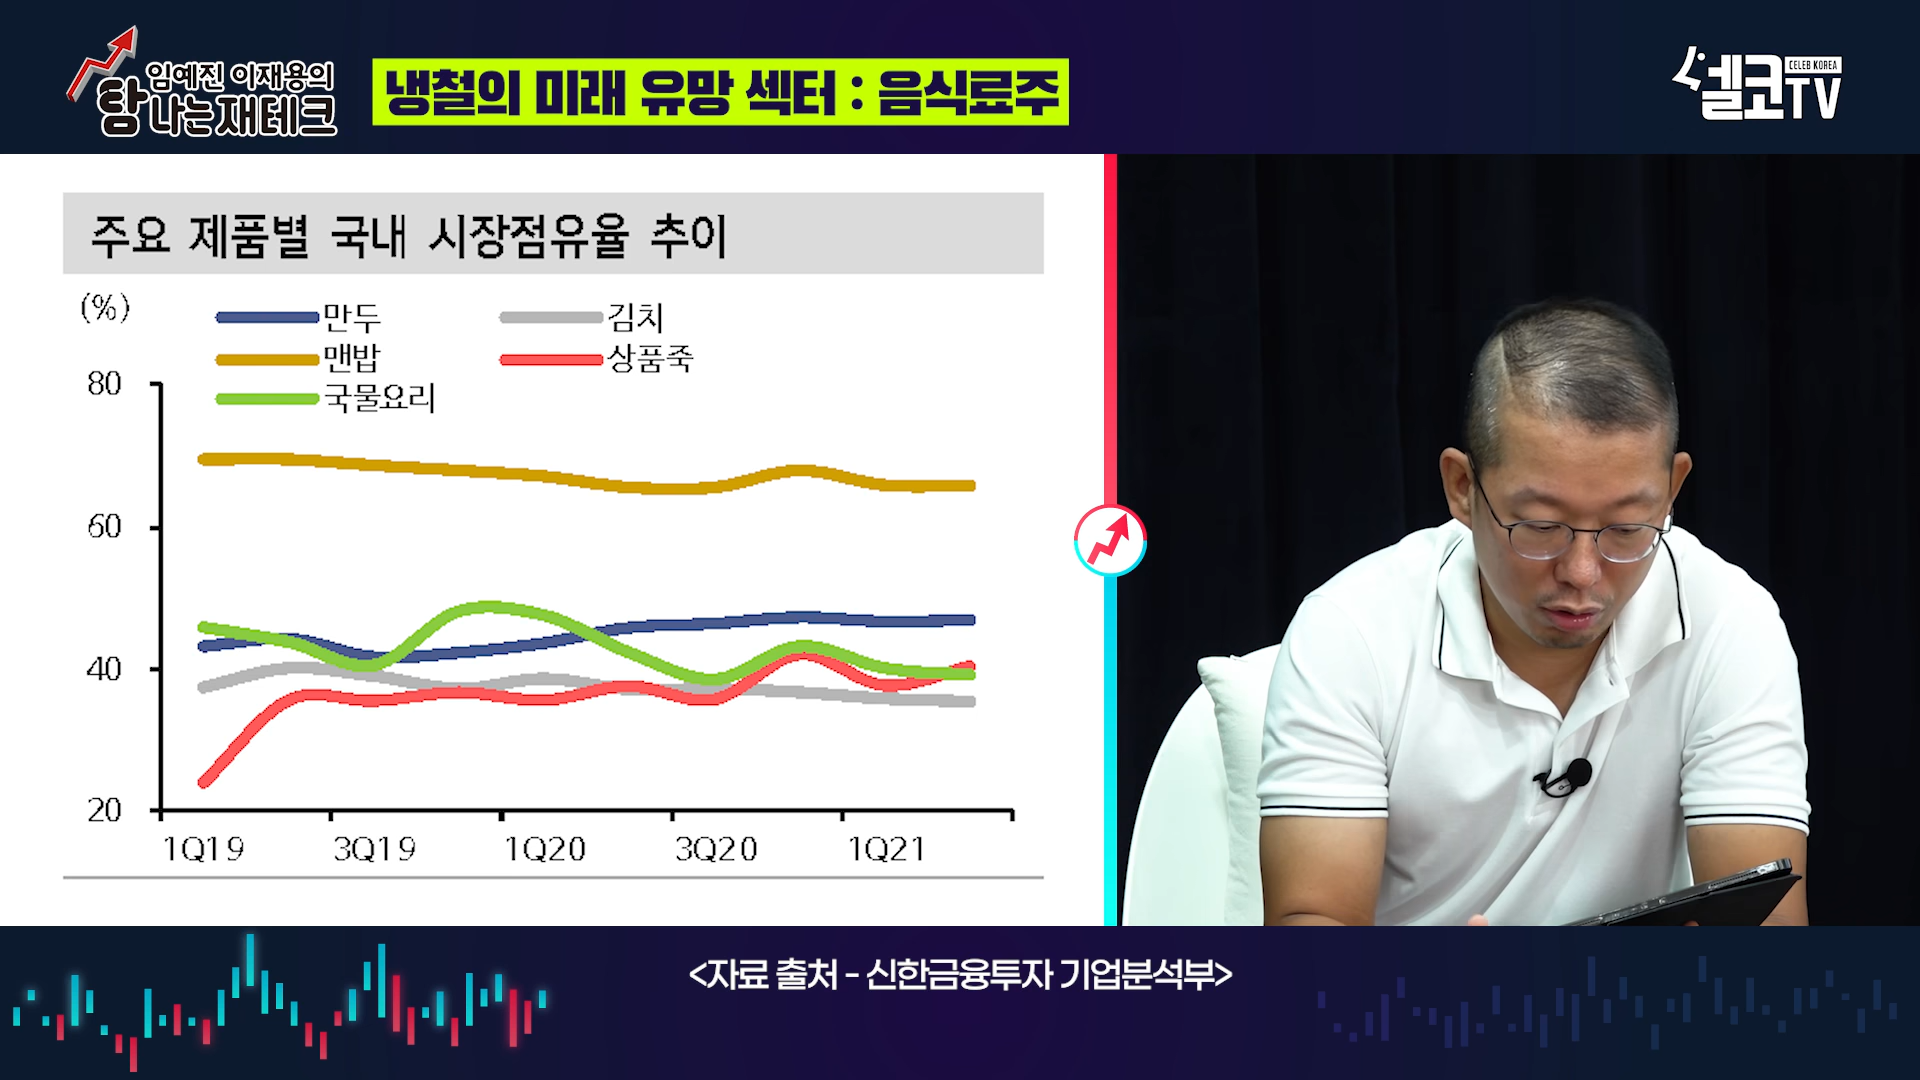 임예진 이재용의
탐나는재테크
냉철의 미래 유망 섹터 : 음식료주
CELEB KOREA
셀코TV
주요 제품별 국내 시장점유율 추이
(%)
만두
김치
맨밥
상품죽
국물요리
80
60
40
20
1Q19 3Q19 1Q20 3Q20 1Q21
<자료 출처 - 신한금융투자 기업분석부>